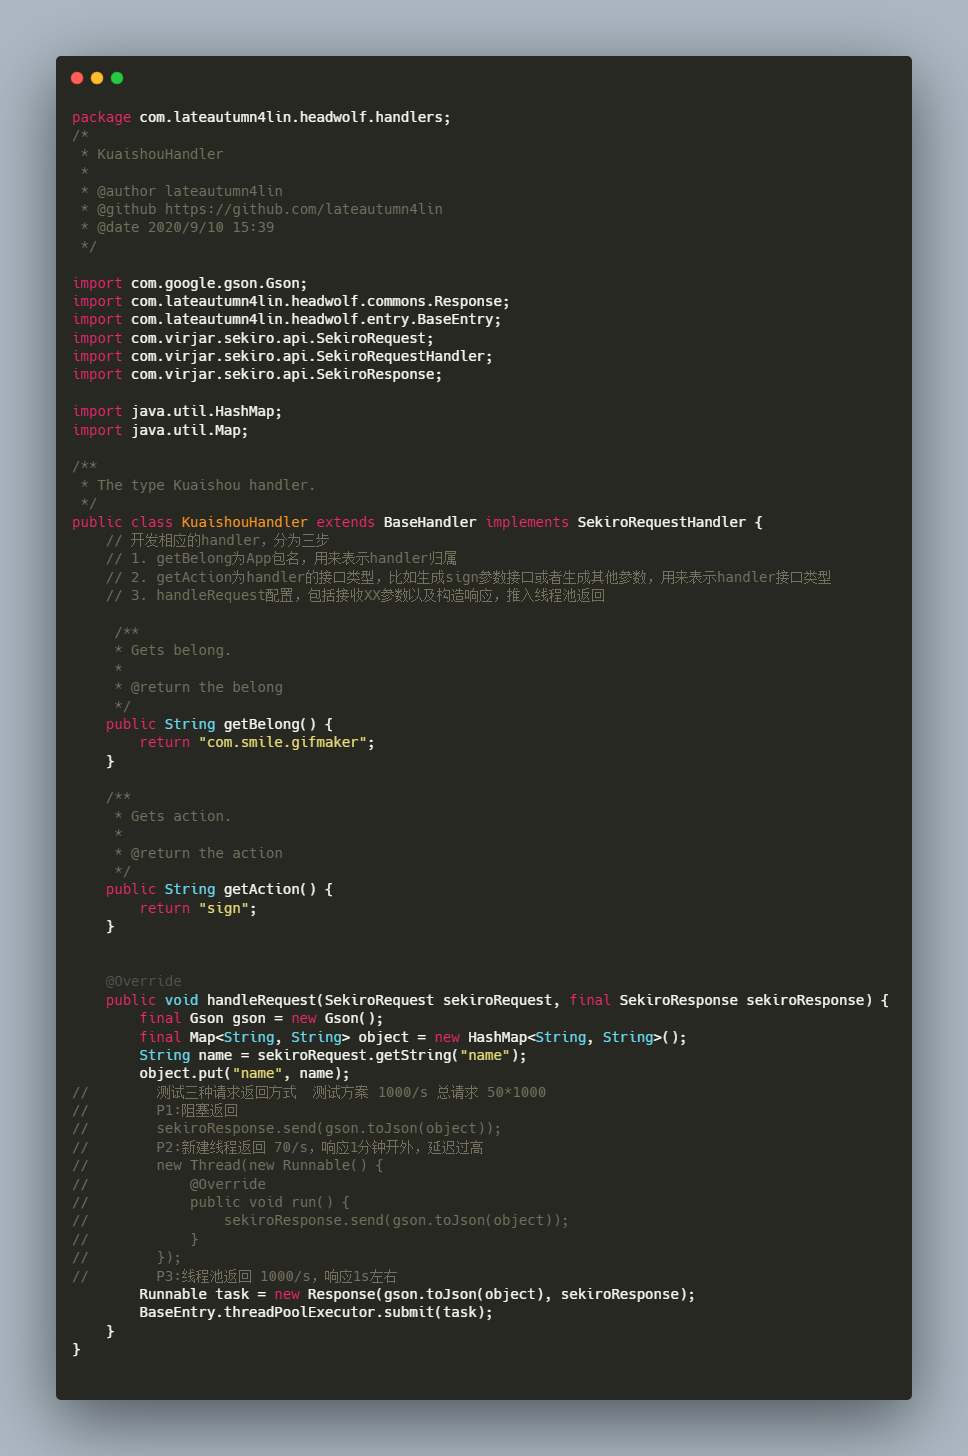 package com.lateautumn4lin.headwolf.handlers;
/*
 * KuaishouHandler
 *
 * @author lateautumn4lin
 * @github https://github.com/lateautumn4lin
 * @date 2020/9/10 15:39
 */

import com.google.gson.Gson;
import com.lateautumn4lin.headwolf.commons.Response;
import com.lateautumn4lin.headwolf.entry.BaseEntry;
import com.virjar.sekiro.api.SekiroRequest;
import com.virjar.sekiro.api.SekiroRequestHandler;
import com.virjar.sekiro.api.SekiroResponse;

import java.util.HashMap;
import java.util.Map;

/**
 * The type Kuaishou handler.
 */
public class KuaishouHandler extends BaseHandler implements SekiroRequestHandler {
    // 开发相应的handler，分为三步
    // 1. getBelong为App包名，用来表示handler归属
    // 2. getAction为handler的接口类型，比如生成sign参数接口或者生成其他参数，用来表示handler接口类型
    // 3. handleRequest配置，包括接收XX参数以及构造响应，推入线程池返回

     /**
     * Gets belong.
     *
     * @return the belong
     */
    public String getBelong() {
        return "com.smile.gifmaker";
    }

    /**
     * Gets action.
     *
     * @return the action
     */
    public String getAction() {
        return "sign";
    }


    @Override
    public void handleRequest(SekiroRequest sekiroRequest, final SekiroResponse sekiroResponse) {
        final Gson gson = new Gson();
        final Map<String, String> object = new HashMap<String, String>();
        String name = sekiroRequest.getString("name");
        object.put("name", name);
//        测试三种请求返回方式  测试方案 1000/s 总请求 50*1000
//        P1:阻塞返回
//        sekiroResponse.send(gson.toJson(object));
//        P2:新建线程返回 70/s，响应1分钟开外，延迟过高
//        new Thread(new Runnable() {
//            @Override
//            public void run() {
//                sekiroResponse.send(gson.toJson(object));
//            }
//        });
//        P3:线程池返回 1000/s，响应1s左右
        Runnable task = new Response(gson.toJson(object), sekiroResponse);
        BaseEntry.threadPoolExecutor.submit(task);
    }
}